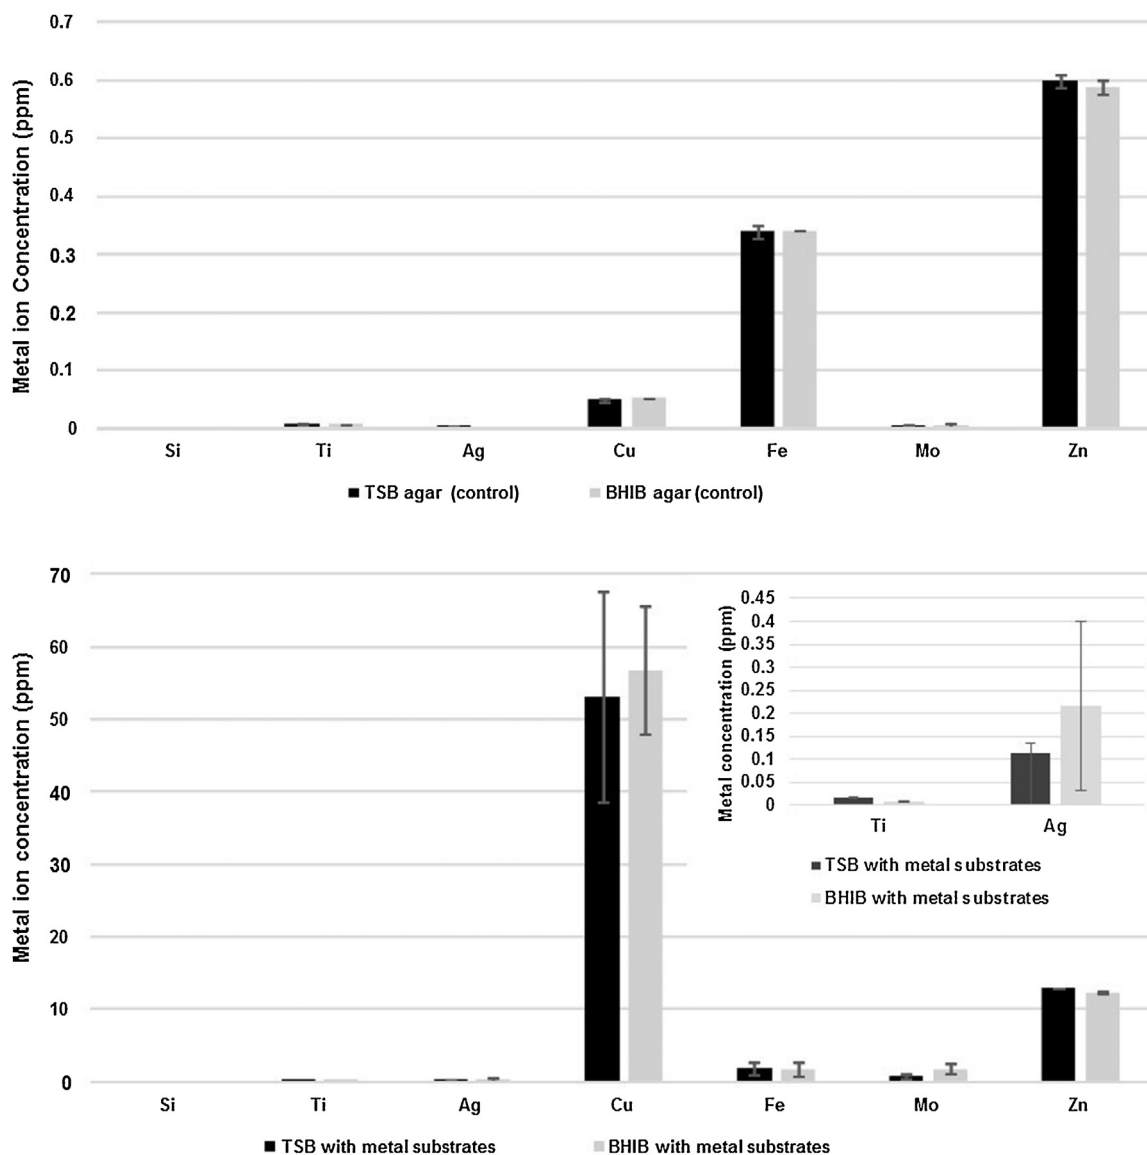 Metal ion Concentration (ppm)
0.7
0.6
0.5
0.4
0.3
0.2
0.1
0
Si Ti Ag Cu Fe Mo Zn
TSB agar (control) BHIB agar (control)
Metal ion concentration (ppm)
70
60
50
40
30
20
10
0
Si Ti Ag Cu Fe Mo Zn
TSB with metal substrates BHIB with metal substrates
Metal concentration (ppm)
0.45
0.4
0.35
0.3
0.25
0.2
0.15
0.1
0.05
0
Ti Ag
TSB with metal substrates
BHIB with metal substrates